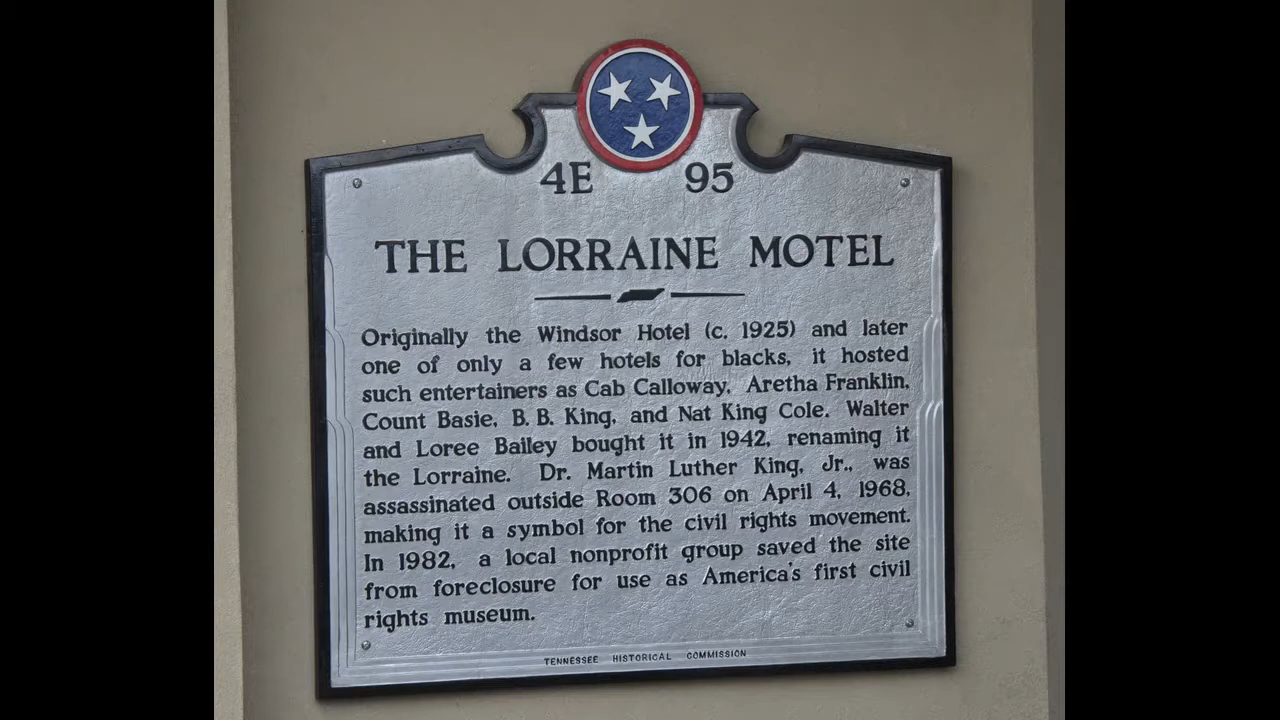 4E 95
THE LORRAINE MOTEL
Originally the Windsor Hotel (c. 1925) and later
one of only a few hotels for blacks, it hosted
such entertainers as Cab Calloway, Aretha Franklin,
Count Basie, B. B. King, and Nat King Cole. Walter
and Loree Bailey bought it in 1942, renaming it
the Lorraine. Dr. Martin Luther King, Jr., was
assassinated outside Room 306 on April 4, 1968,
making it a symbol for the civil rights movement.
In 1982, a local nonprofit group saved the site
from foreclosure for use as America's first civil
rights museum.
TENNESSEE HISTORICAL COMMISSION